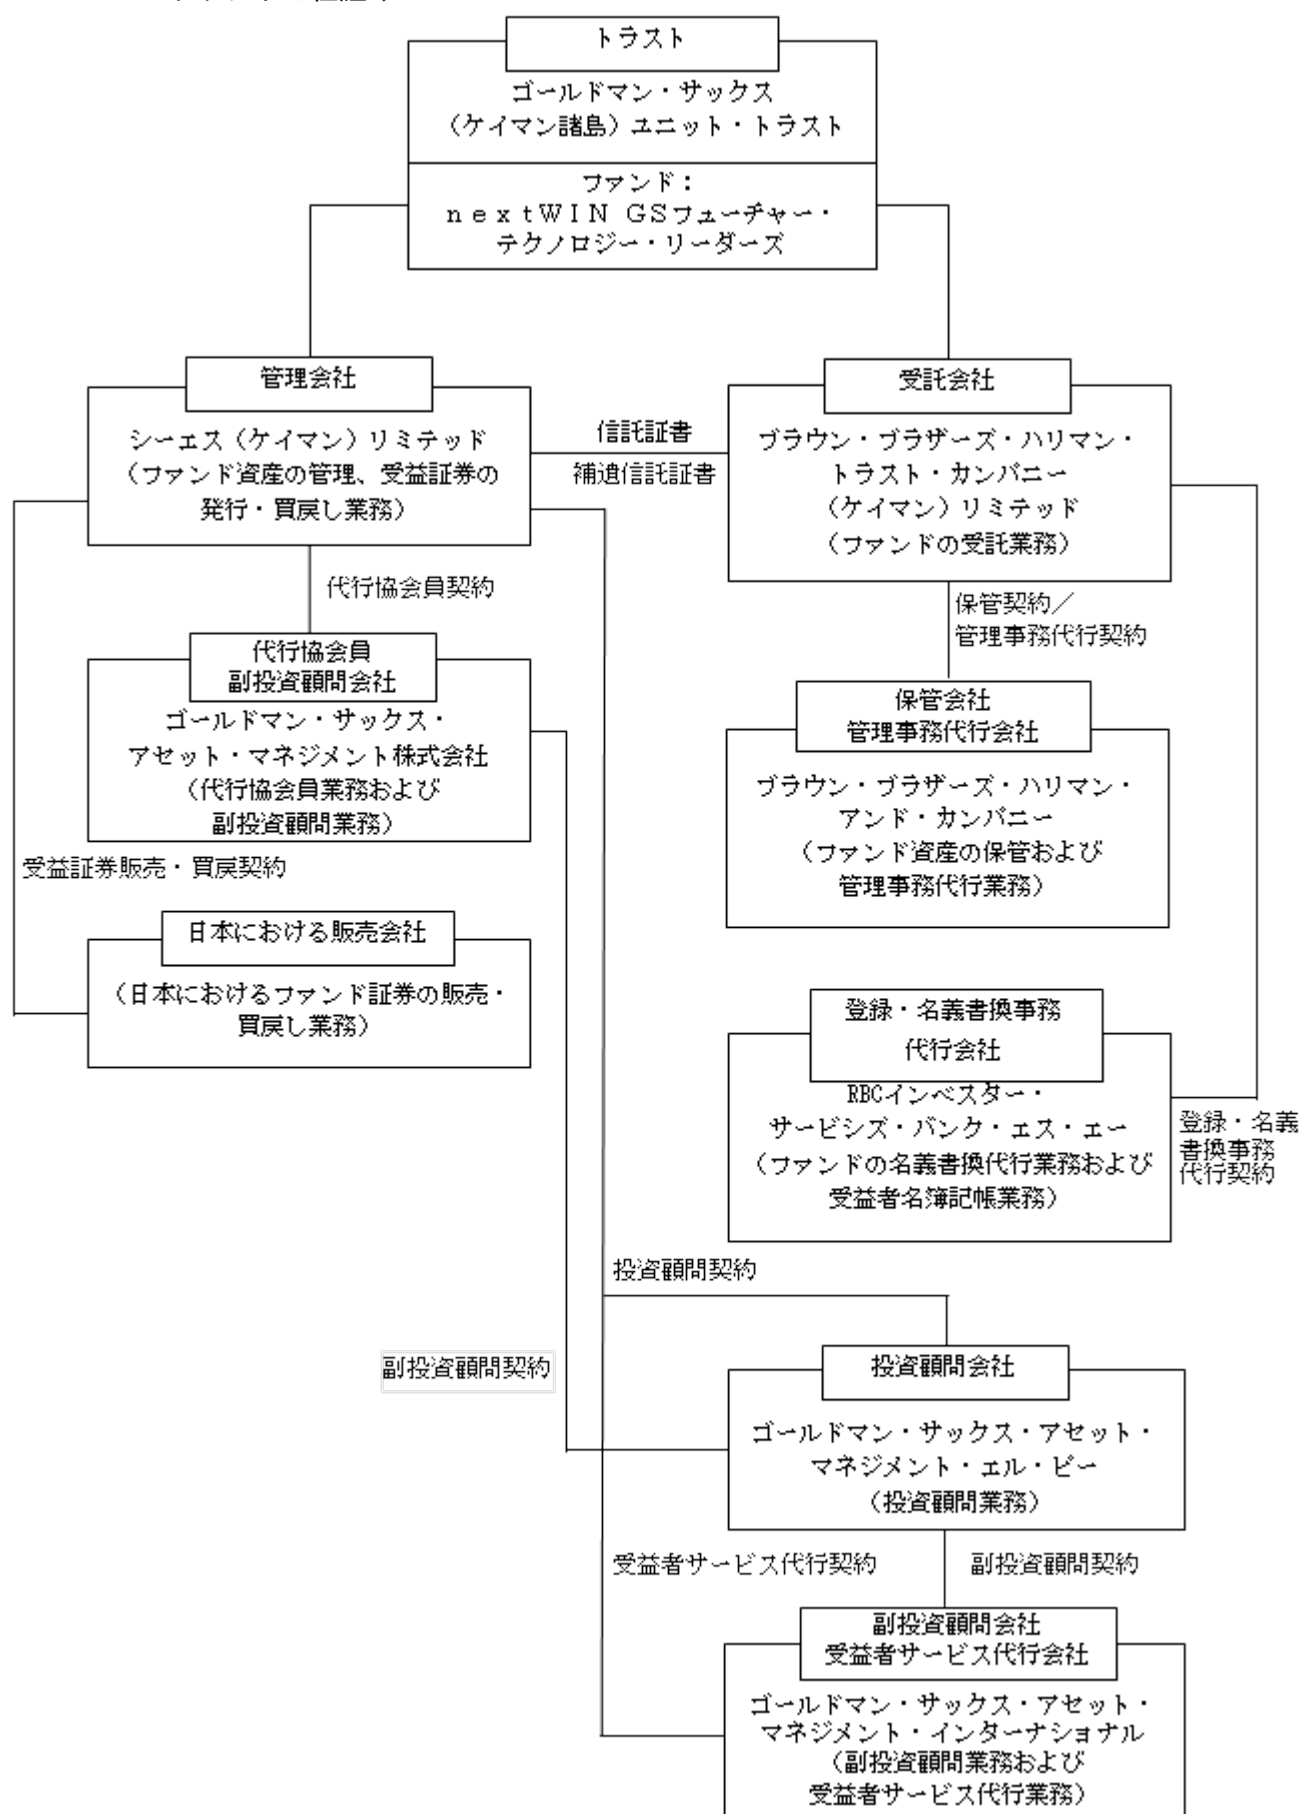 トラスト
ゴールドマン・サックス
（ケイマン諸島）ユニット・トラスト
ファンド：
ｎｅｘｔＷＩＮ ＧＳフューチャー・
テクノロジー・リーダーズ
管理会社
シーエス（ケイマン）リミテッド
（ファンド資産の管理、受益証券の
発行・買戻し業務）
信託証書
補遺信託証書
受託会社
ブラウン・ブラザーズ・ハリマン・
トラスト・カンパニー
（ケイマン）リミテッド
（ファンドの受託業務）
代行協会員契約
保管契約／
管理事務代行契約
代行協会員
副投資顧問会社
ゴールドマン・サックス・
アセット・マネジメント株式会社
（代行協会員業務および
副投資顧問業務）
保管会社
管理事務代行会社
ブラウン・ブラザーズ・ハリマン・
アンド・カンパニー
（ファンド資産の保管および
管理事務代行業務）
受益証券販売・買戻契約
日本における販売会社
（日本におけるファンド証券の販売・
買戻し業務）
登録・名義書換事務
代行会社
RBCインベスター・
サービシズ・バンク・エス・エー
（ファンドの名義書換代行業務および
受益者名簿記帳業務）
登録・名義
書換事務
代行契約
投資顧問契約
副投資顧問契約
投資顧問会社
ゴールドマン・サックス・アセット・
マネジメント・エル・ピー
（投資顧問業務）
受益者サービス代行契約
副投資顧問契約
副投資顧問会社
受益者サービス代行会社
ゴールドマン・サックス・アセット・
マネジメント・インターナショナル
（副投資顧問業務および
受益者サービス代行業務）